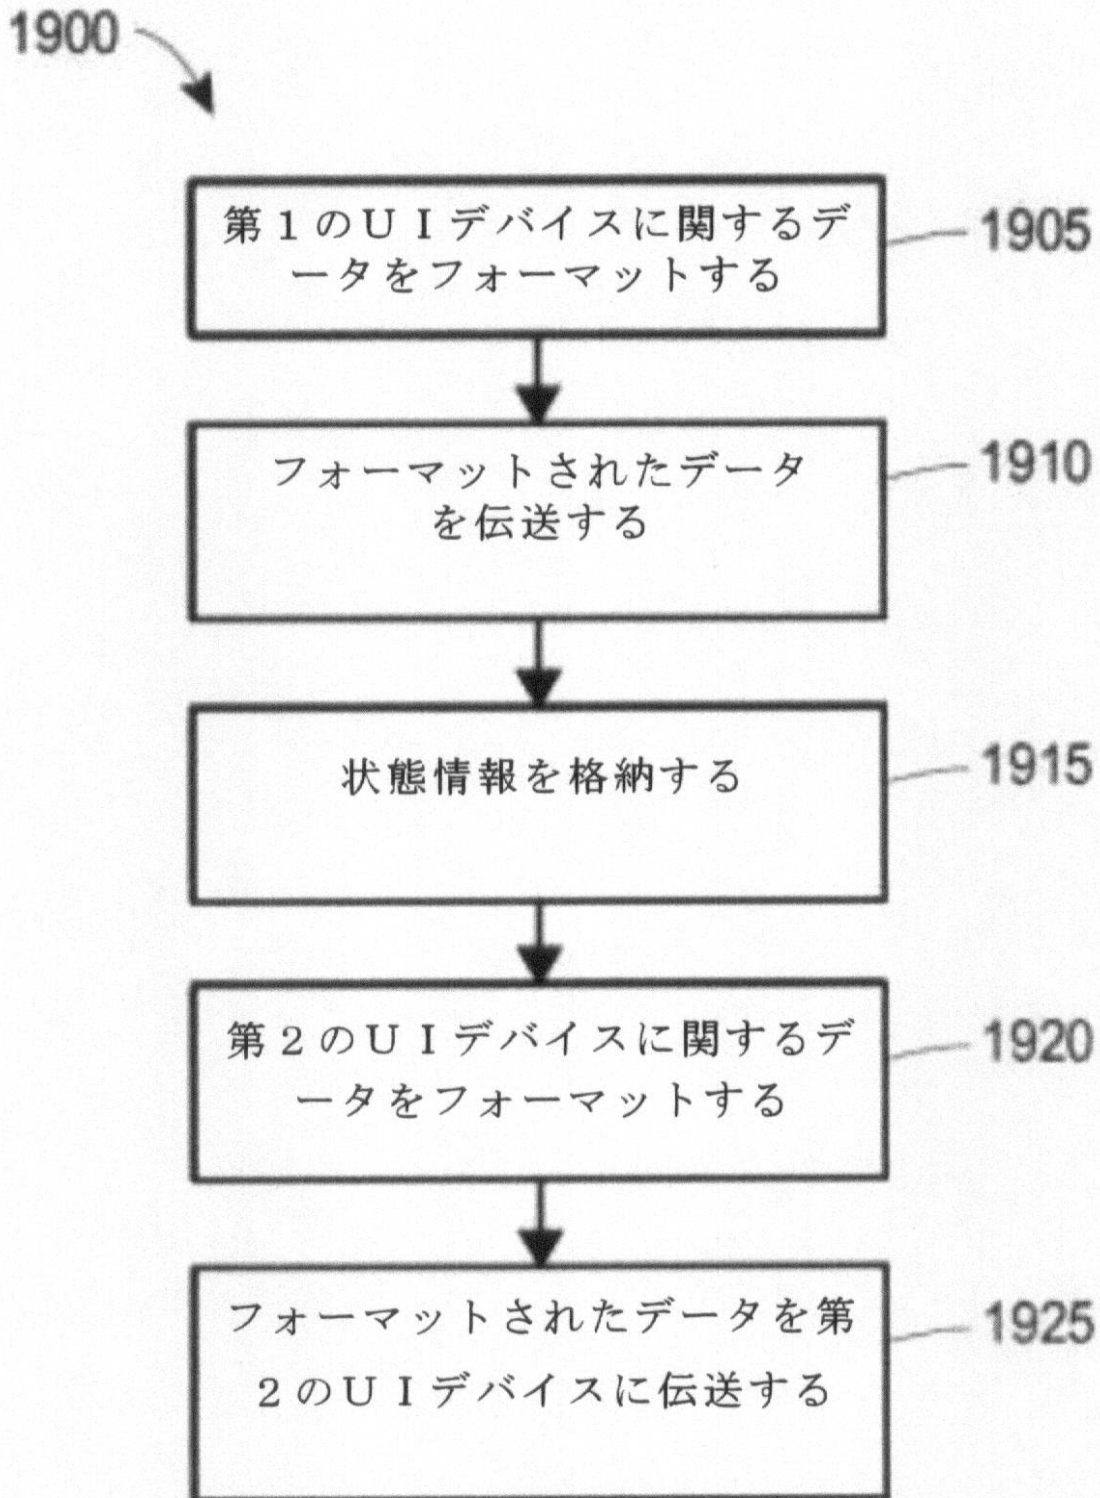 1900
第1のUIデバイスに関するデ
ータをフォーマットする
1905
フォーマットされたデータ
を伝送する
1910
状態情報を格納する
1915
第2のUIデバイスに関するデ
ータをフォーマットする
1920
フォーマットされたデータを第
2のUIデバイスに伝送する
1925